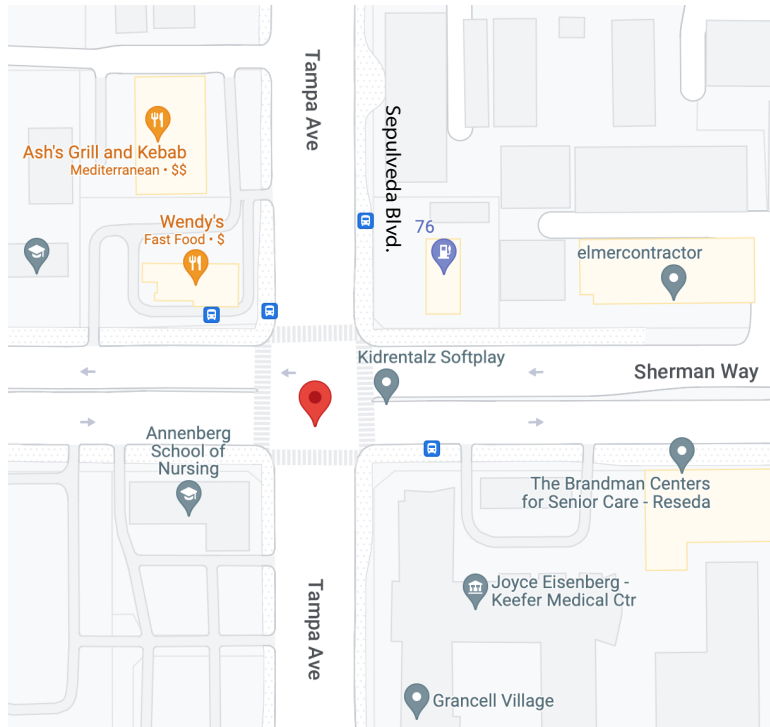 Tampa Ave
Sepulveda Blvd.
Ash's Grill and Kebab
Mediterranean • $$
Wendy's
Fast Food • $
76
elmercontractor
Kidrentalz Softplay
Sherman Way
Annenberg
School of
Nursing
The Brandman Centers
for Senior Care - Reseda
Joyce Eisenberg -
Keefer Medical Ctr
Tampa Ave
Grancell Village